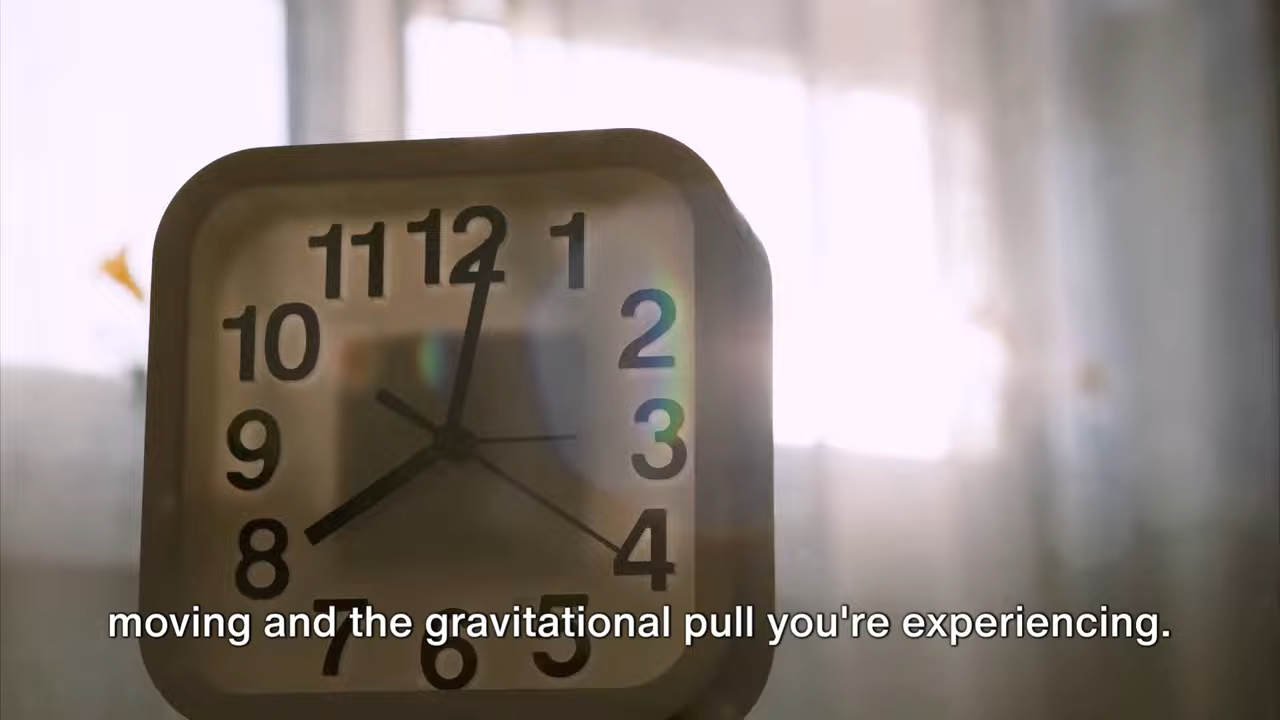 11 12 1
10 2
9 3
8 4
7 6 5
moving and the gravitational pull you're experiencing.